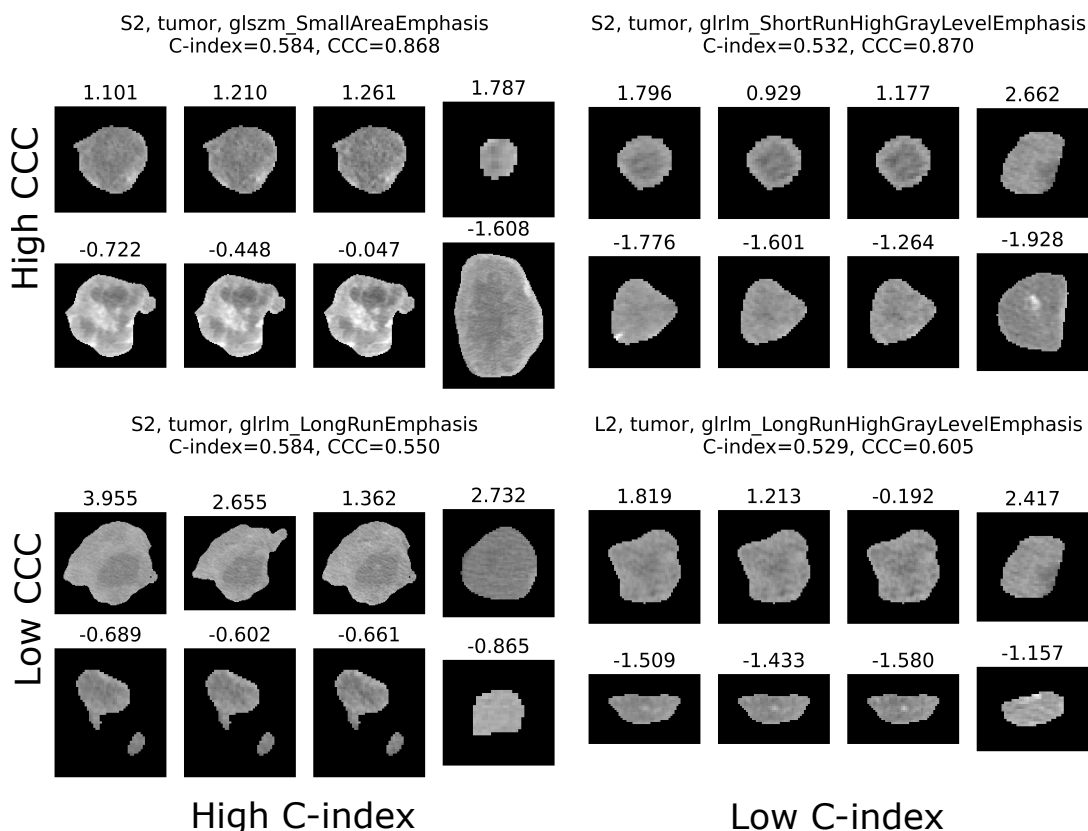 S2, tumor, glszm_SmallAreaEmphasis
C-index=0.584, CCC=0.868
S2, tumor, glrlm_ShortRunHighGrayLevelEmphasis
C-index=0.532, CCC=0.870
High CCC
1.101 1.210 1.261 1.787
1.796 0.929 1.177 2.662
-0.722 -0.448 -0.047 -1.608
-1.776 -1.601 -1.264 -1.928
S2, tumor, glrlm_LongRunEmphasis
C-index=0.584, CCC=0.550
L2, tumor, glrlm_LongRunHighGrayLevelEmphasis
C-index=0.529, CCC=0.605
Low CCC
3.955 2.655 1.362 2.732
1.819 1.213 -0.192 2.417
-0.689 -0.602 -0.661 -0.865
-1.509 -1.433 -1.580 -1.157
High C-index
Low C-index